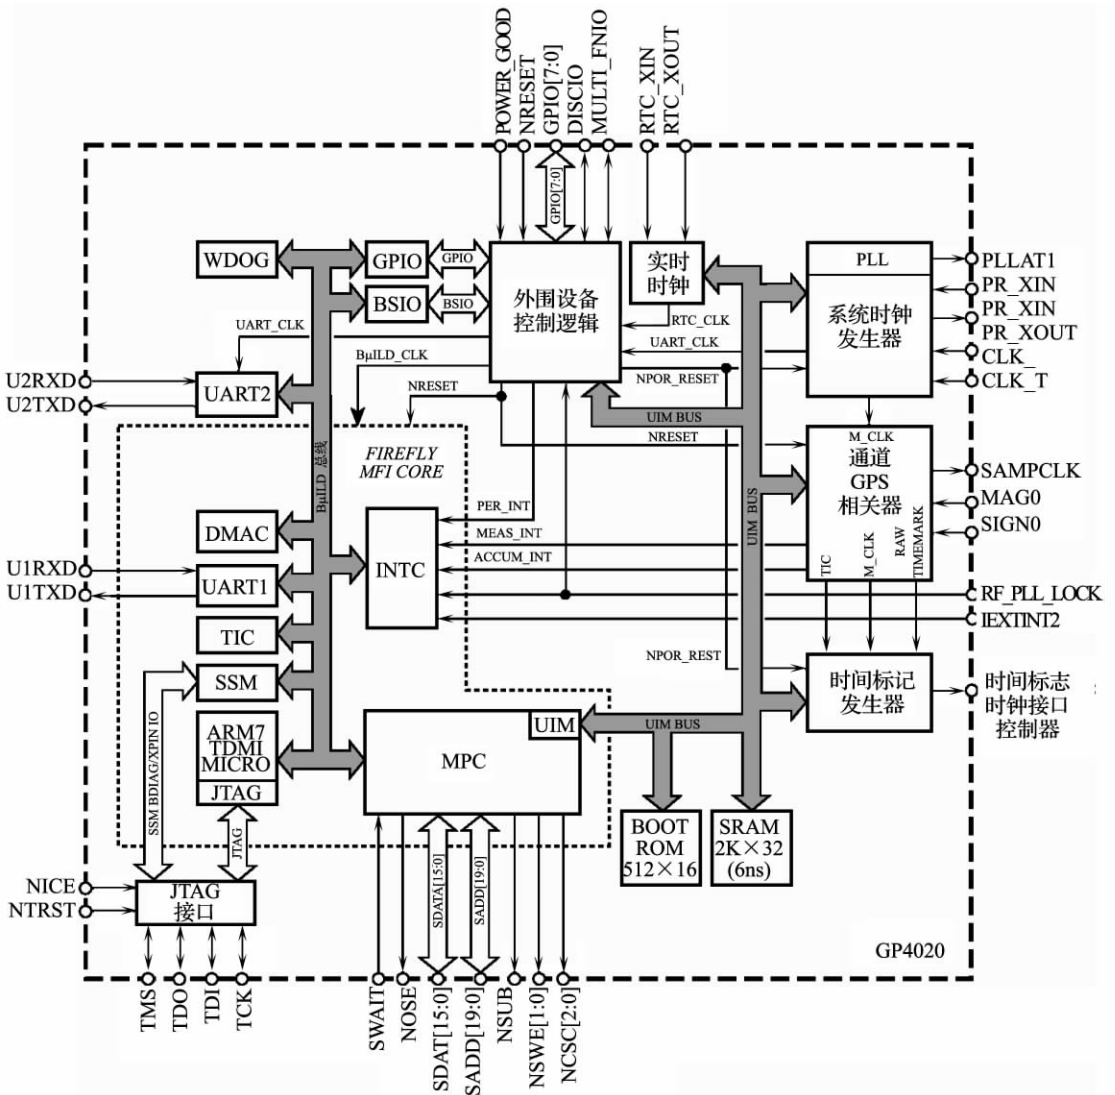 POWER_GOOD
NRESET
GPIO[7:0]
DISCIO
MULTI_FNIO
RTC_XIN
RTC_XOUT
GPIO[7:0]
WDOG
GPIO
GPIO
BSIO
BSIO
外围设备
控制逻辑
实时
时钟
RTC_CLK
PLL
系统时钟
发生器
PLLAT1
PR_XIN
PR_XIN
PR_XOUT
CLK_
CLK_T
UART_CLK
UART_CLK
BµILD_CLK
NPOR_RESET
NRESET
U2RXD
U2TXD
UART2
UIM BUS
NRESET
FIREFLY
MFI CORE
BµILD 总线
UIM BUS
M_CLK
通道
GPS
相关器
TIC
M_CLK
RAW
TIMEMARK
SAMPCLK
MAG0
SIGN0
PER_INT
MEAS_INT
ACCUM_INT
DMAC
INTC
U1RXD
U1TXD
UART1
RF_PLL_LOCK
IEXTINT2
TIC
NPOR_REST
SSM
时间标记
发生器
时间标志
时钟接口
控制器
SSM BDIAG/XPIN IO
ARM7
TDMI
MICRO
JTAG
UIM
MPC
UIM BUS
JTAG
BOOT
ROM
512×16
SRAM
2K×32
(6ns)
SDATA[15:0]
SADD[19:0]
NICE
NTRST
JTAG
接口
GP4020
TMS
TDO
TDI
TCK
SWAIT
NOSE
SDAT[15:0]
SADD[19:0]
NSUB
NSWE[1:0]
NCSC[2:0]